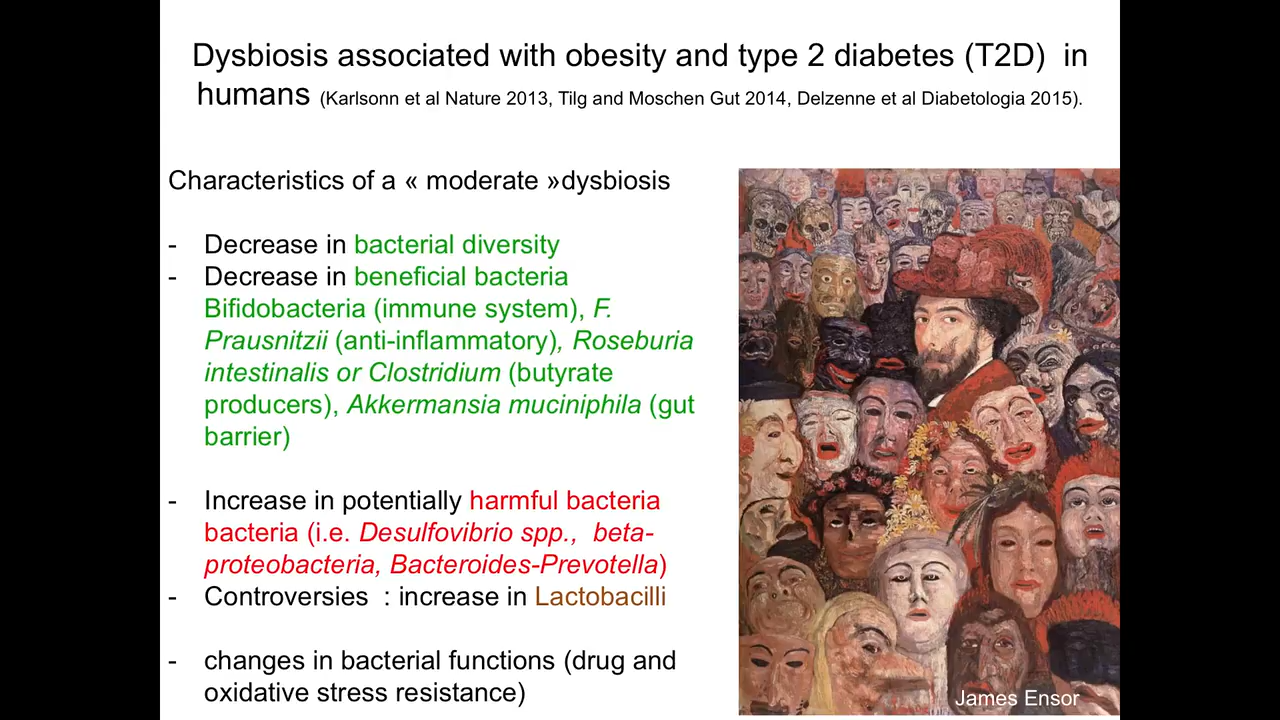 Dysbiosis associated with obesity and type 2 diabetes (T2D)  in
humans (Karlsonn et al Nature 2013, Tilg and Moschen Gut 2014, Delzenne et al Diabetologia 2015).
Characteristics of a « moderate »dysbiosis
- Decrease in bacterial diversity
- Decrease in beneficial bacteria
Bifidobacteria (immune system), F.
Prausnitzii (anti-inflammatory), Roseburia
intestinalis or Clostridium (butyrate
producers), Akkermansia muciniphila (gut
barrier)
- Increase in potentially harmful bacteria
bacteria (i.e. Desulfovibrio spp.,  beta-
proteobacteria, Bacteroides-Prevotella)
- Controversies  : increase in Lactobacilli
- changes in bacterial functions (drug and
oxidative stress resistance)
James Ensor